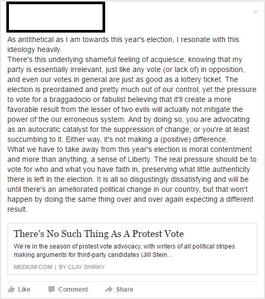 As antithetical as I am towards this year's election, I resonate with this
ideology heavily.
There's this underlying shameful feeling of acquiesce, knowing that my
party is essentially irrelevant, just like any vote (or lack of) in opposition,
and even our votes in general are just as good as a lottery ticket. The
election is preordained and pretty much out of our control, yet the pressure
to vote for a braggadocio or fabulist believing that it'll create a more
favorable result from the lesser of two evils will actually not mitigate the
power of the our erroneous system. And by doing so, you are advocating
as an autocratic catalyst for the suppression of change, or you're at least
succumbing to it. Either way, it's not making a (positive) difference.
What we have to take away from this year's election is moral contentment
and more than anything, a sense of Liberty. The real pressure should be to
vote for who and what you have faith in, preserving what little authenticity
there is left in the election. It is all so disgustingly dissatisfying and will be
until there's an ameliorated political change in our country, but that won't
happen by doing the same thing over and over again expecting a different
result.
There's No Such Thing As A Protest Vote
We're in the season of protest vote advocacy, with writers of all political stripes
making arguments for third-party candidates (Jill Stein...
MEDIUM.COM | BY CLAY SHIRKY
Like Comment Share